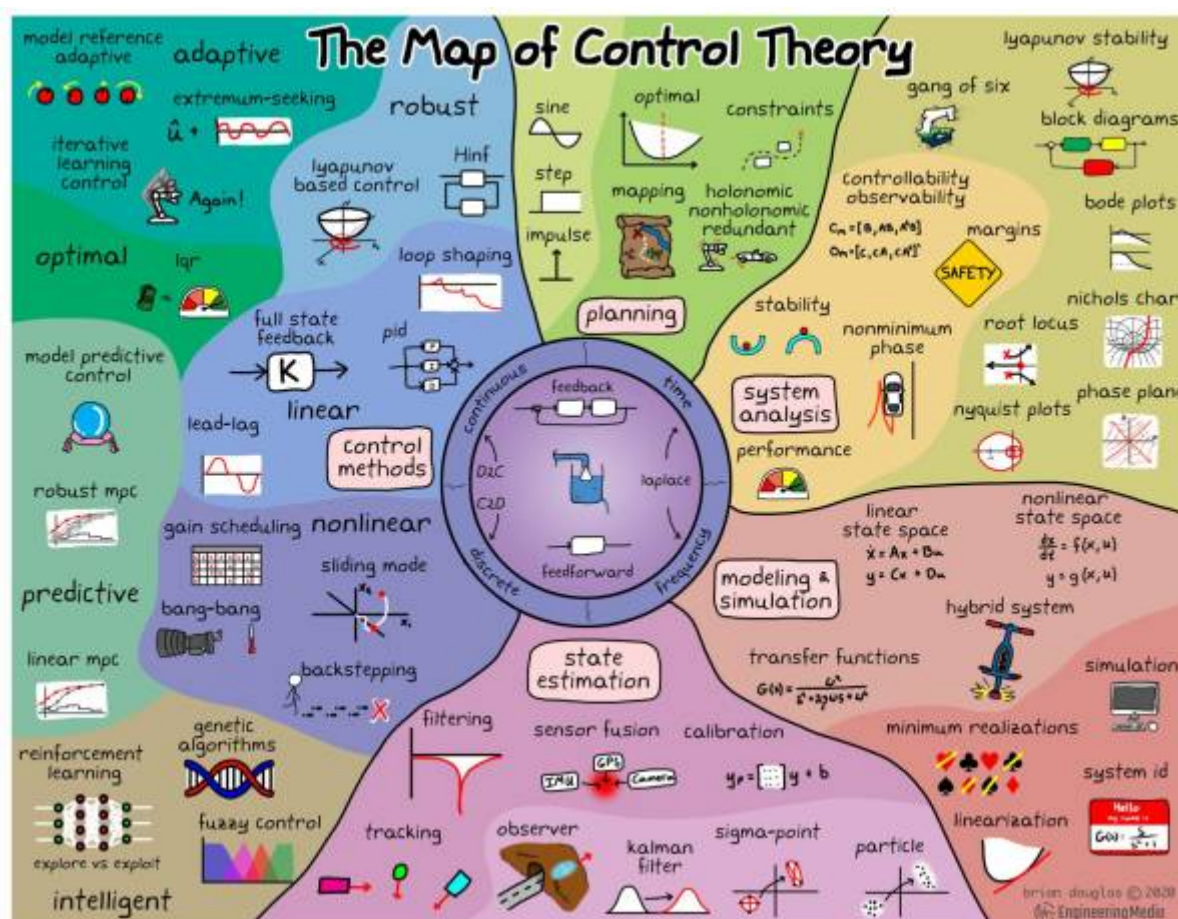 The Map of Control Theory
model reference
adaptive
adaptive
extremum-seeking
û +
iterative
learning
control
Again!
robust
lyapunov
based control
Hinf
loop shaping
optimal
lqr
full state
feedback
K
pid
linear
lead-lag
control
methods
model predictive
control
robust mpc
predictive
linear mpc
gain scheduling
nonlinear
sliding mode
bang-bang
backstepping
X
reinforcement
learning
explore vs exploit
genetic
algorithms
fuzzy control
intelligent
sine
step
impulse
optimal
constraints
mapping
holonomic
nonholonomic
redundant
planning
continuous
time
discrete
frequency
feedback
D2C
C2D
laplace
feedforward
lyapunov stability
gang of six
block diagrams
controllability
observability
margins
SAFETY
bode plots
stability
nonminimum
phase
root locus
nichols chart
system
analysis
nyquist plots
phase plane
performance
linear
state space
ẋ = Ax + Bu
y = Cx + Du
nonlinear
state space
dx/dt = f(x, u)
y = g(x, u)
modeling &
simulation
hybrid system
transfer functions
simulation
minimum realizations
system id
Hello
linearization
state
estimation
filtering
sensor fusion
IMU
GPS
Camera
calibration
tracking
observer
kalman
filter
sigma-point
particle
brian douglas © 2020
EngineeringMedia